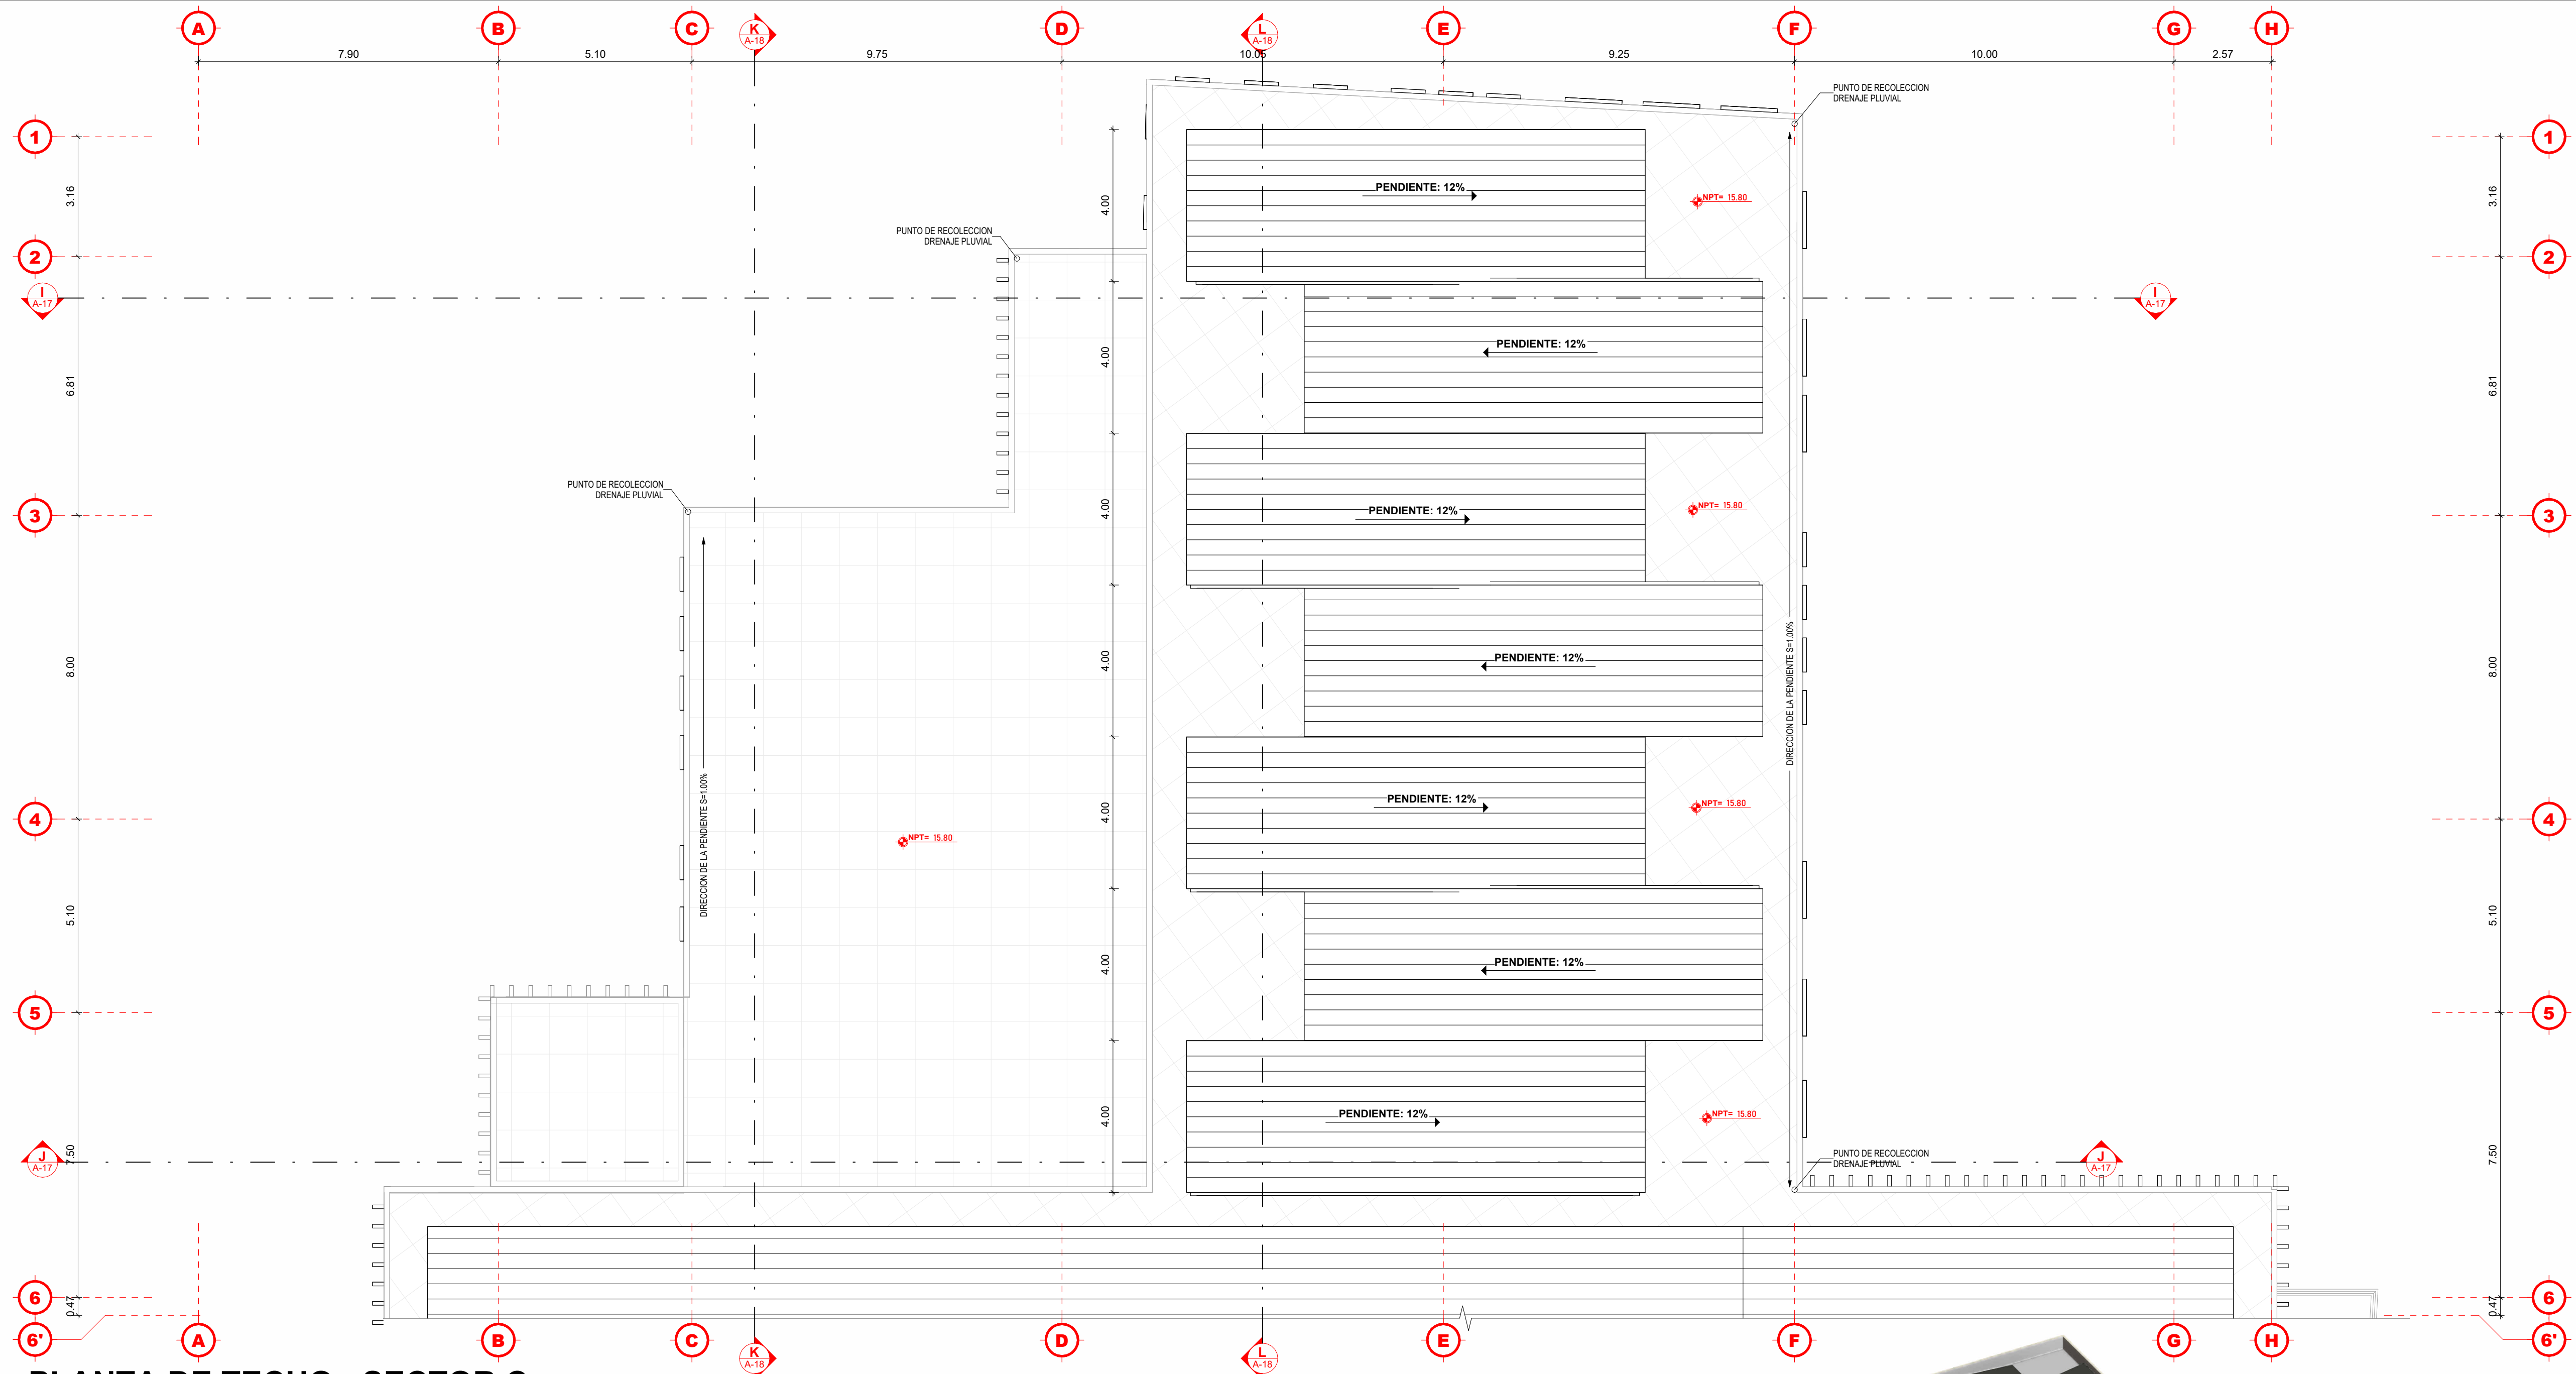 A B C K A-18 D L A-18 E F G H
7.90 5.10 9.75 10.05 9.25 10.00 2.57
PUNTO DE RECOLECCION
DRENAJE PLUVIAL
1 1
3.16 4.00 PENDIENTE: 12% NPT= 15.80 3.16
PUNTO DE RECOLECCION
DRENAJE PLUVIAL
2 2
I A-17 I A-17
4.00 PENDIENTE: 12%
6.81 6.81
PUNTO DE RECOLECCION
DRENAJE PLUVIAL
3 4.00 PENDIENTE: 12% NPT= 15.80 3
8.00 4.00 PENDIENTE: 12% DIRECCION DE LA PENDIENTE S=1.00% 8.00
4 4.00 PENDIENTE: 12% NPT= 15.80 4
DIRECCION DE LA PENDIENTE S=1.00% NPT= 15.80
5.10 5.10
4.00 PENDIENTE: 12%
5 5
4.00 PENDIENTE: 12% NPT= 15.80
7.50 7.50
PUNTO DE RECOLECCION
DRENAJE PLUVIAL
J A-17 J A-17
6 6
0.47 0.47
6' A B C K A-18 D L A-18 E F G H 6'